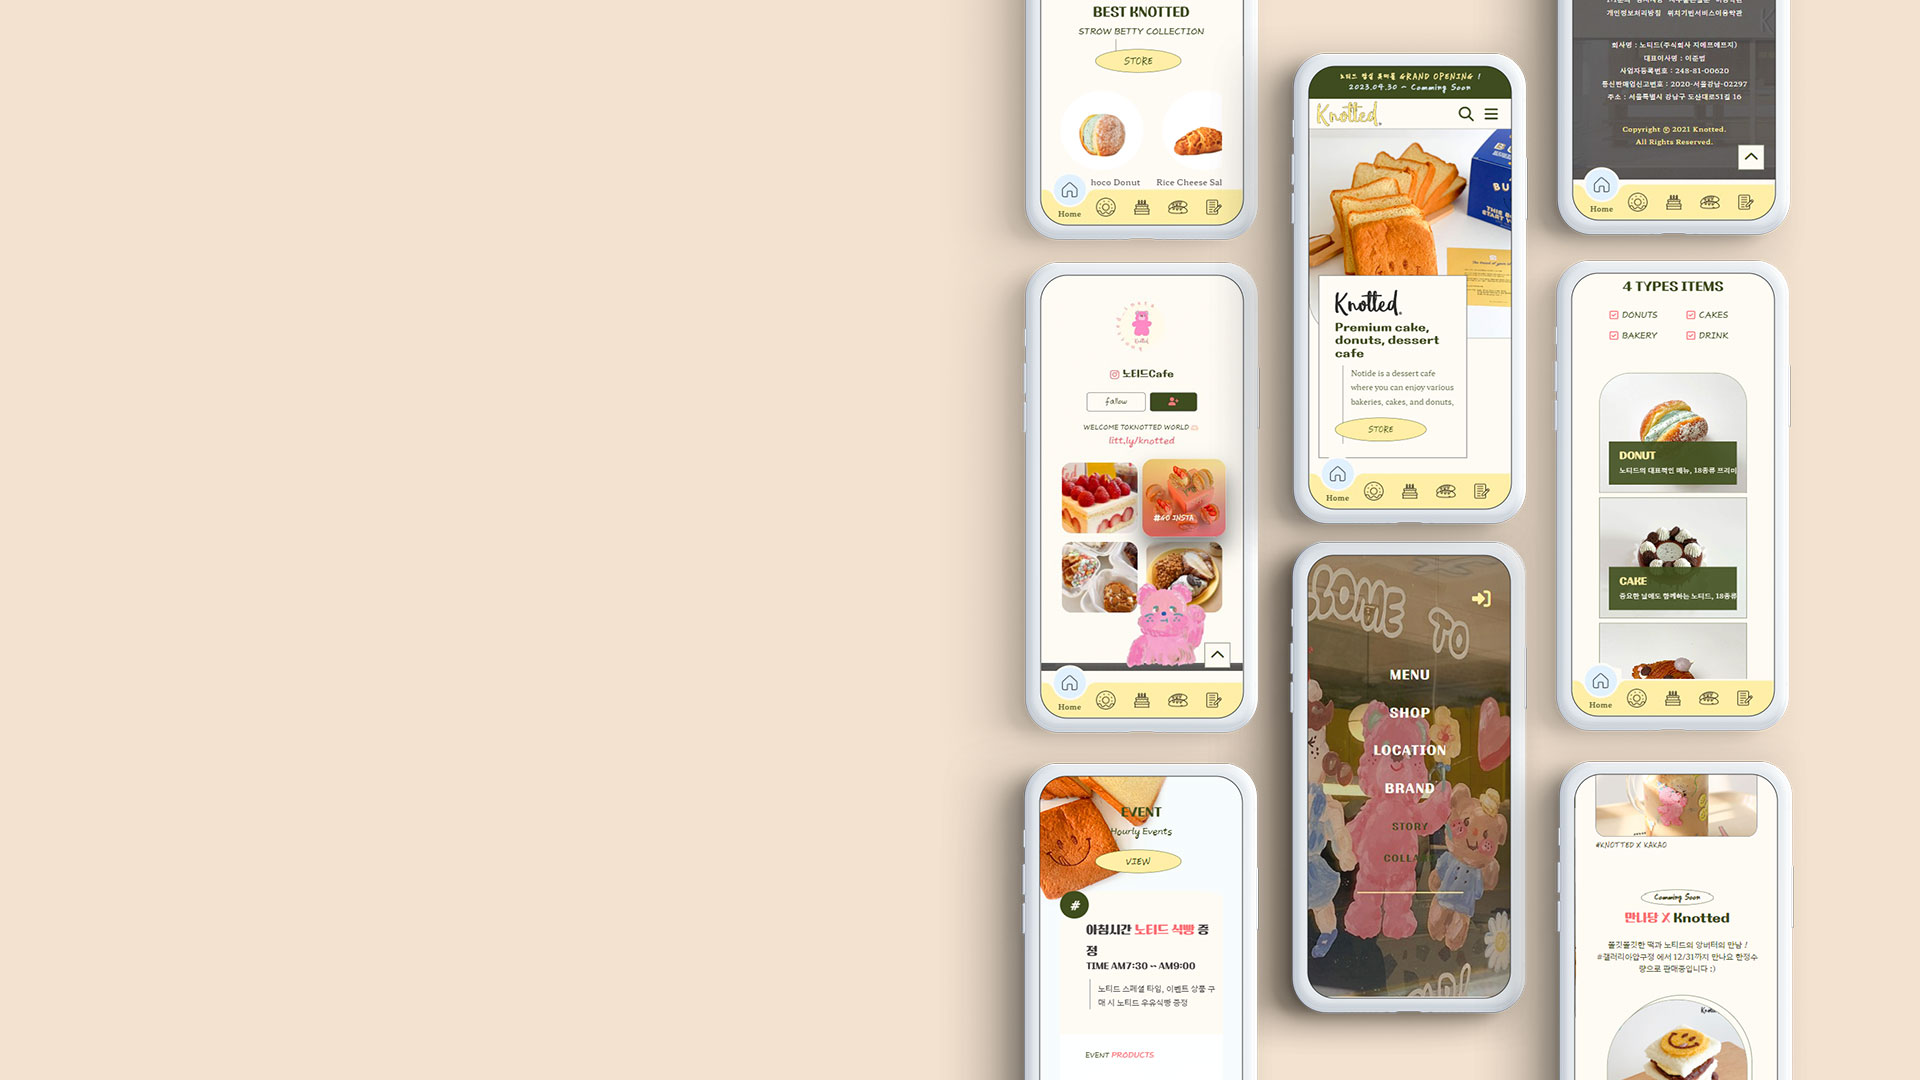 BEST KNOTTED
STROW BETTY COLLECTION
STORE
hoco Donut
Rice Cheese Sal
Home
노티드Cafe
follow
WELCOME TOKNOTTED WORLD
litt.ly/knotted
#GO INSTA
Home
EVENT
Hourly Events
VIEW
#
아침시간 노티드 식빵 증
정
TIME AM7:30 ~ AM9:00
노티드 스페셜 타임, 이벤트 상품 구
매 시 노티드 우유식빵 증정
EVENT PRODUCTS
GRAND OPENING !
2023.04.30 - Comming Soon
Knotted.
Knotted.
Premium cake,
donuts, dessert
cafe
Notide is a dessert cafe
where you can enjoy various
bakeries, cakes, and donuts,
STORE
Home
TO
MENU
SHOP
LOCATION
BRAND
STORY
COLLA
개인정보처리방침 위치기반서비스이용약관
회사명 : 노티드(주식회사 지에프에프지)
대표이사명 : 이준범
사업자등록번호 : 248-81-00620
통신판매업신고번호 : 2020-서울강남-02297
주소 : 서울특별시 강남구 도산대로51길 16
Copyright ⓒ 2021 Knotted.
All Rights Reserved.
Home
4 TYPES ITEMS
DONUTS
CAKES
BAKERY
DRINK
DONUT
노티드의 대표적인 메뉴, 18종류 프리미
CAKE
중요한 날에도 함께하는 노티드, 18종류
Home
#KNOTTED X KAKAO
Comming Soon
만나당 X Knotted
쫄깃쫄깃한 떡과 노티드의 앙버터의 만남 !
#갤러리아압구정 에서 12/31까지 만나요 한정수
량으로 판매중입니다 :)